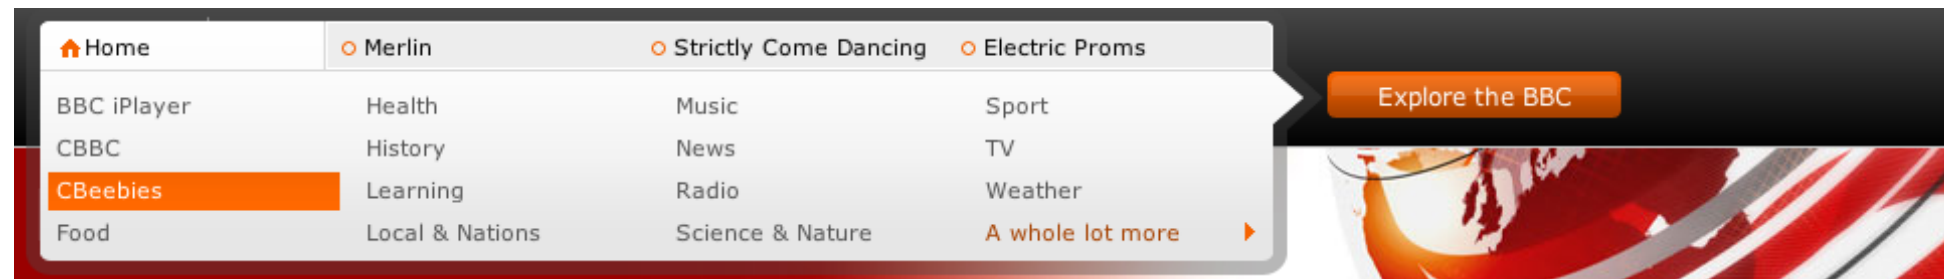 Home
Merlin
Strictly Come Dancing
Electric Proms
BBC iPlayer
Health
Music
Sport
CBBC
History
News
TV
CBeebies
Learning
Radio
Weather
Food
Local & Nations
Science & Nature
A whole lot more
Explore the BBC